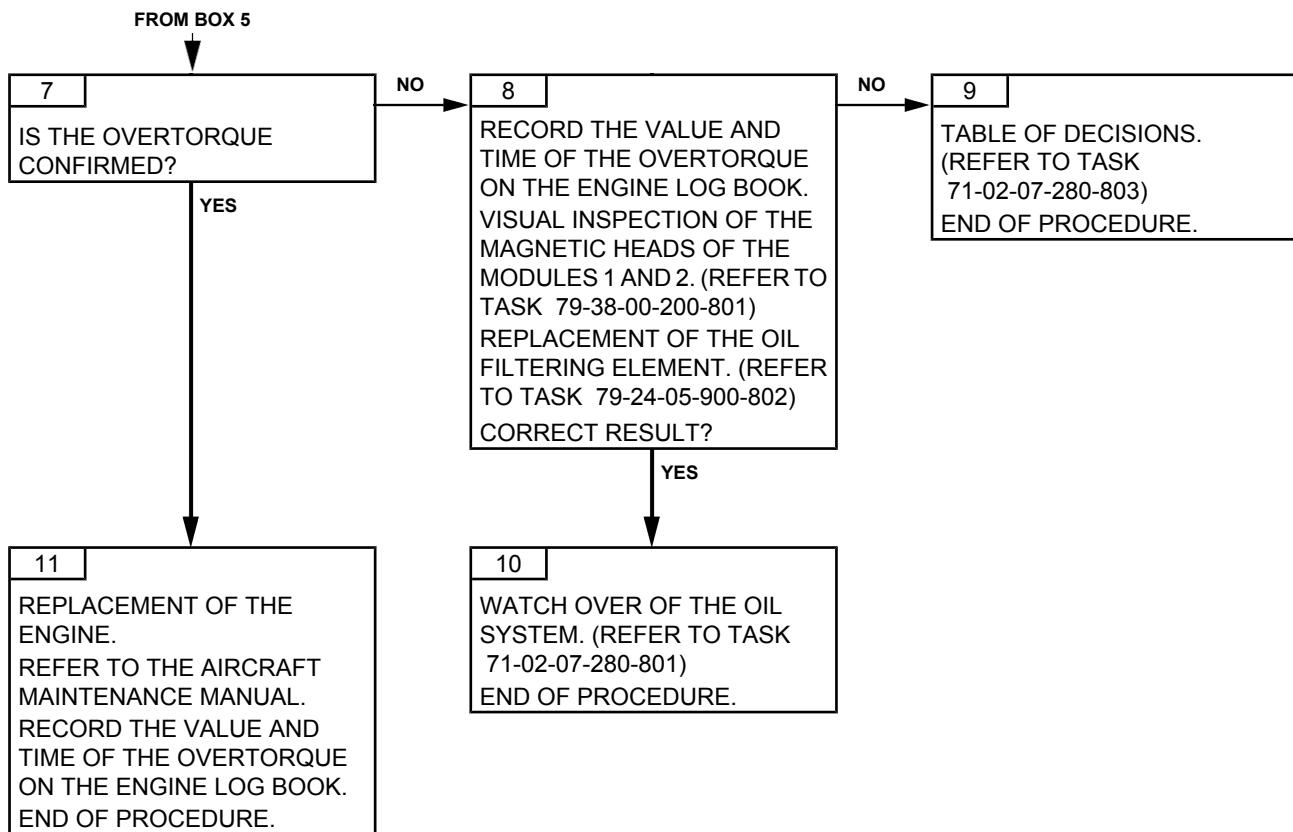 FROM BOX 5
7
IS THE OVERTORQUE
CONFIRMED?
NO
YES
8
RECORD THE VALUE AND
TIME OF THE OVERTORQUE
ON THE ENGINE LOG BOOK.
VISUAL INSPECTION OF THE
MAGNETIC HEADS OF THE
MODULES 1 AND 2. (REFER TO
TASK 79-38-00-200-801)
REPLACEMENT OF THE OIL
FILTERING ELEMENT. (REFER
TO TASK 79-24-05-900-802)
CORRECT RESULT?
NO
YES
9
TABLE OF DECISIONS.
(REFER TO TASK
71-02-07-280-803)
END OF PROCEDURE.
11
REPLACEMENT OF THE
ENGINE.
REFER TO THE AIRCRAFT
MAINTENANCE MANUAL.
RECORD THE VALUE AND
TIME OF THE OVERTORQUE
ON THE ENGINE LOG BOOK.
END OF PROCEDURE.
10
WATCH OVER OF THE OIL
SYSTEM. (REFER TO TASK
71-02-07-280-801)
END OF PROCEDURE.